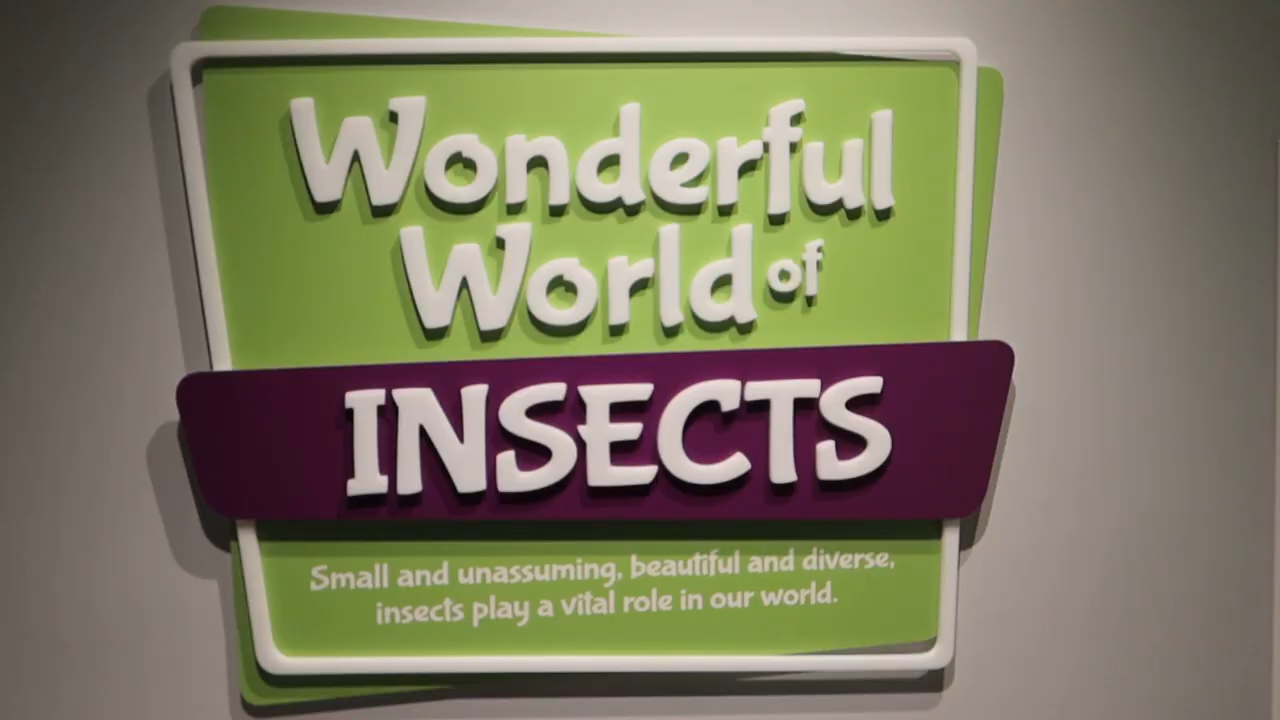 Wonderful
World of
INSECTS
Small and unassuming, beautiful and diverse,
insects play a vital role in our world.